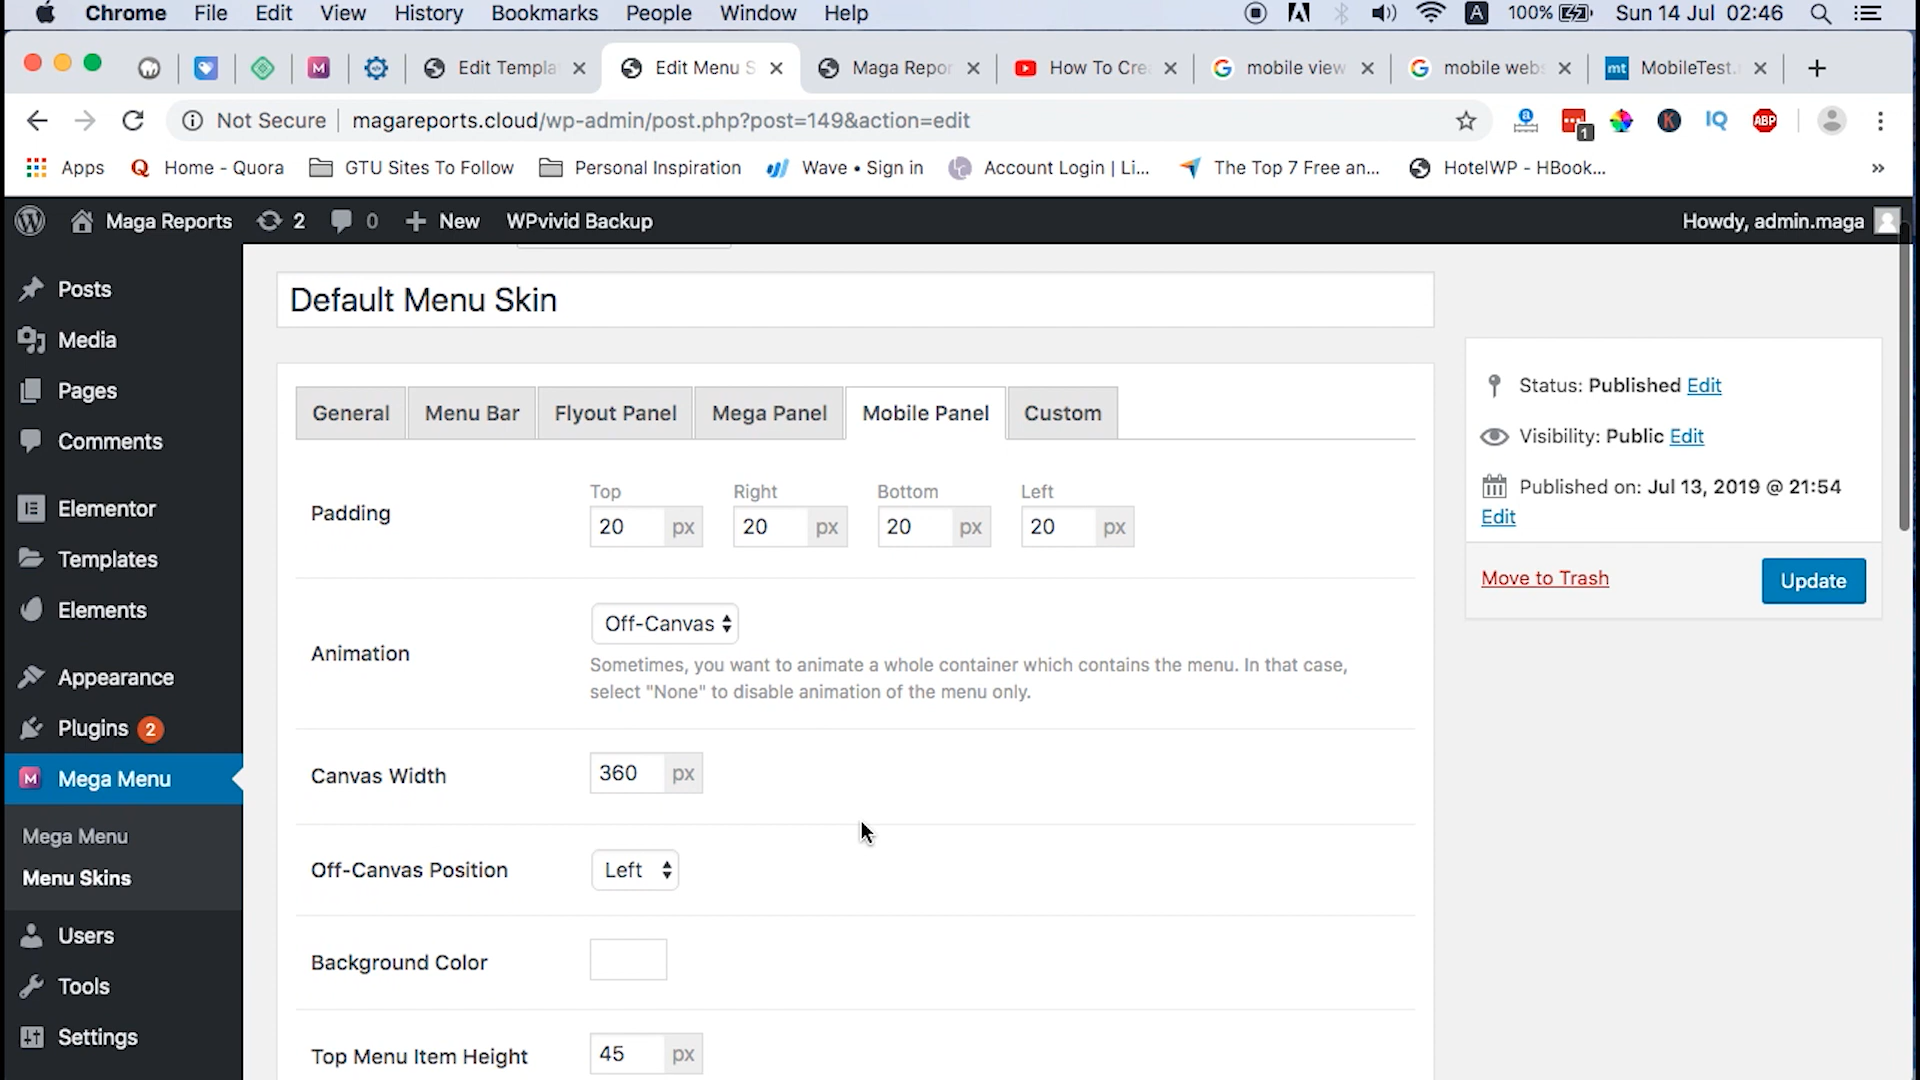 Chrome File Edit View History Bookmarks People Window Help A 100% Sun 14 Jul 02:46
M Edit Templa Edit Menu S Maga Repor How To Cre mobile view mobile web mt MobileTest.
Not Secure magareports.cloud/wp-admin/post.php?post=149&action=edit a 1 K IQ ABP
Apps Home - Quora GTU Sites To Follow Personal Inspiration Wave • Sign in Account Login | Li... The Top 7 Free an... HotelWP - HBook... »
Maga Reports 2 0 New WPvivid Backup Howdy, admin.maga
Posts
Media
Pages
Comments
Elementor
Templates
Elements
Appearance
Plugins 2
M Mega Menu
Mega Menu
Menu Skins
Users
Tools
Settings
Default Menu Skin
General Menu Bar Flyout Panel Mega Panel Mobile Panel Custom
Padding
Top Right Bottom Left
20 px 20 px 20 px 20 px
Animation
Off-Canvas
Sometimes, you want to animate a whole container which contains the menu. In that case,
select "None" to disable animation of the menu only.
Canvas Width 360 px
Off-Canvas Position Left
Background Color
Top Menu Item Height 45 px
Status: Published Edit
Visibility: Public Edit
Published on: Jul 13, 2019 @ 21:54
Edit
Move to Trash Update